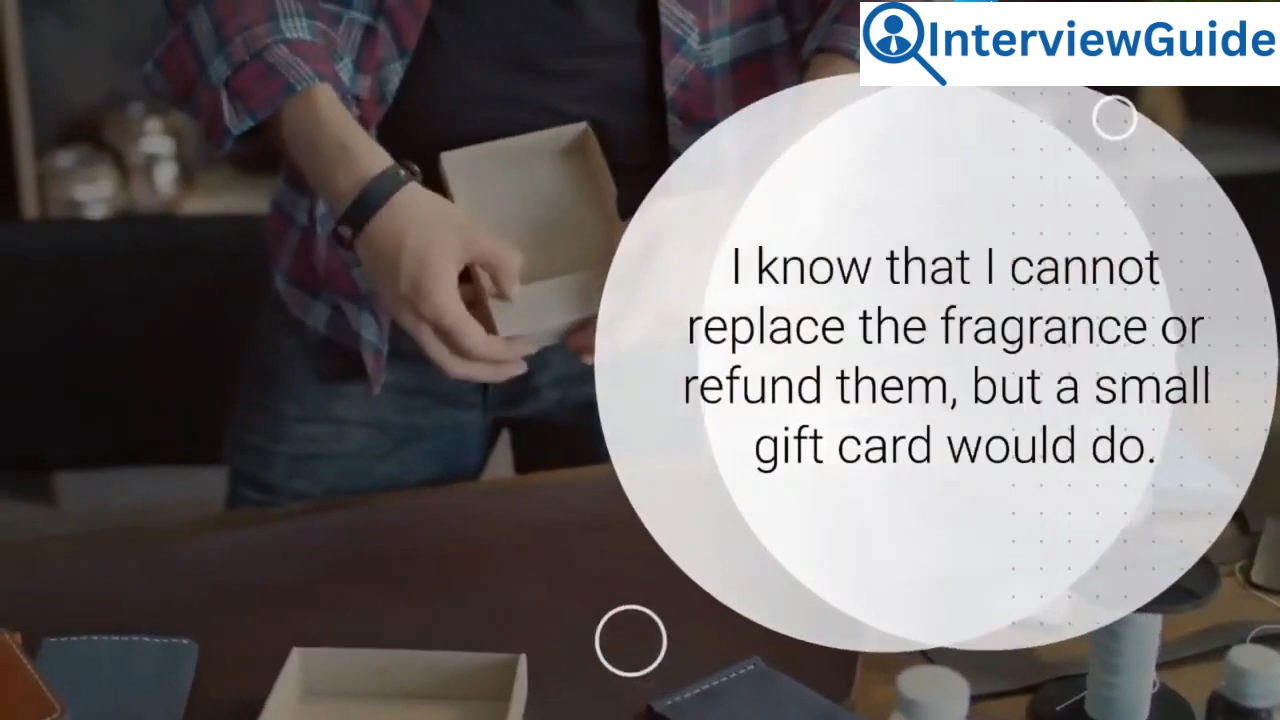 InterviewGuide
I know that I cannot
replace the fragrance or
refund them, but a small
gift card would do.